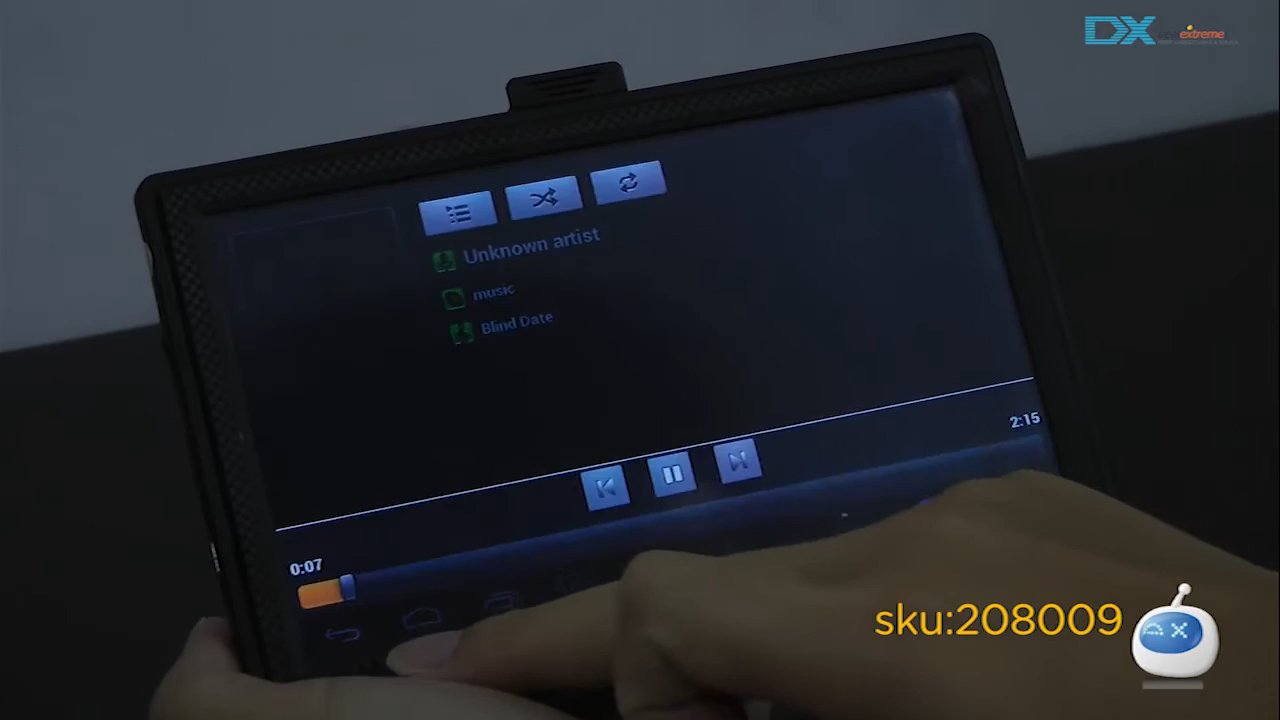 DX
extreme
Unknown artist
music
Blind Date
2:15
0:07
sku:208009